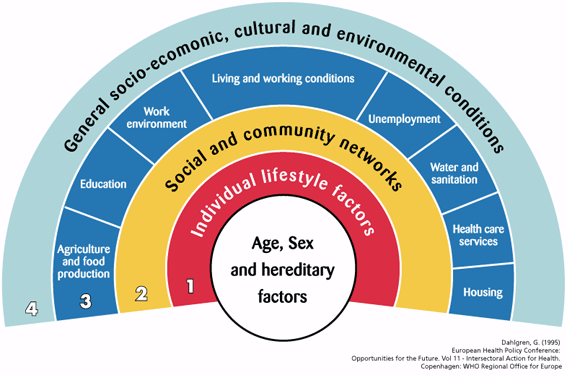 General socio-ecomonic, cultural and environmental conditions
Living and working conditions
Work
environment
Unemployment
Education
Water and
sanitation
Agriculture
and food
production
Health care
services
Housing
Social and community networks
Individual lifestyle factors
Age, Sex
and hereditary
factors
4
3
2
1
Dahlgren, G. (1995)
European Health Policy Conference:
Opportunities for the Future. Vol 11 - Intersectoral Action for Health.
Copenhagen: WHO Regional Office for Europe